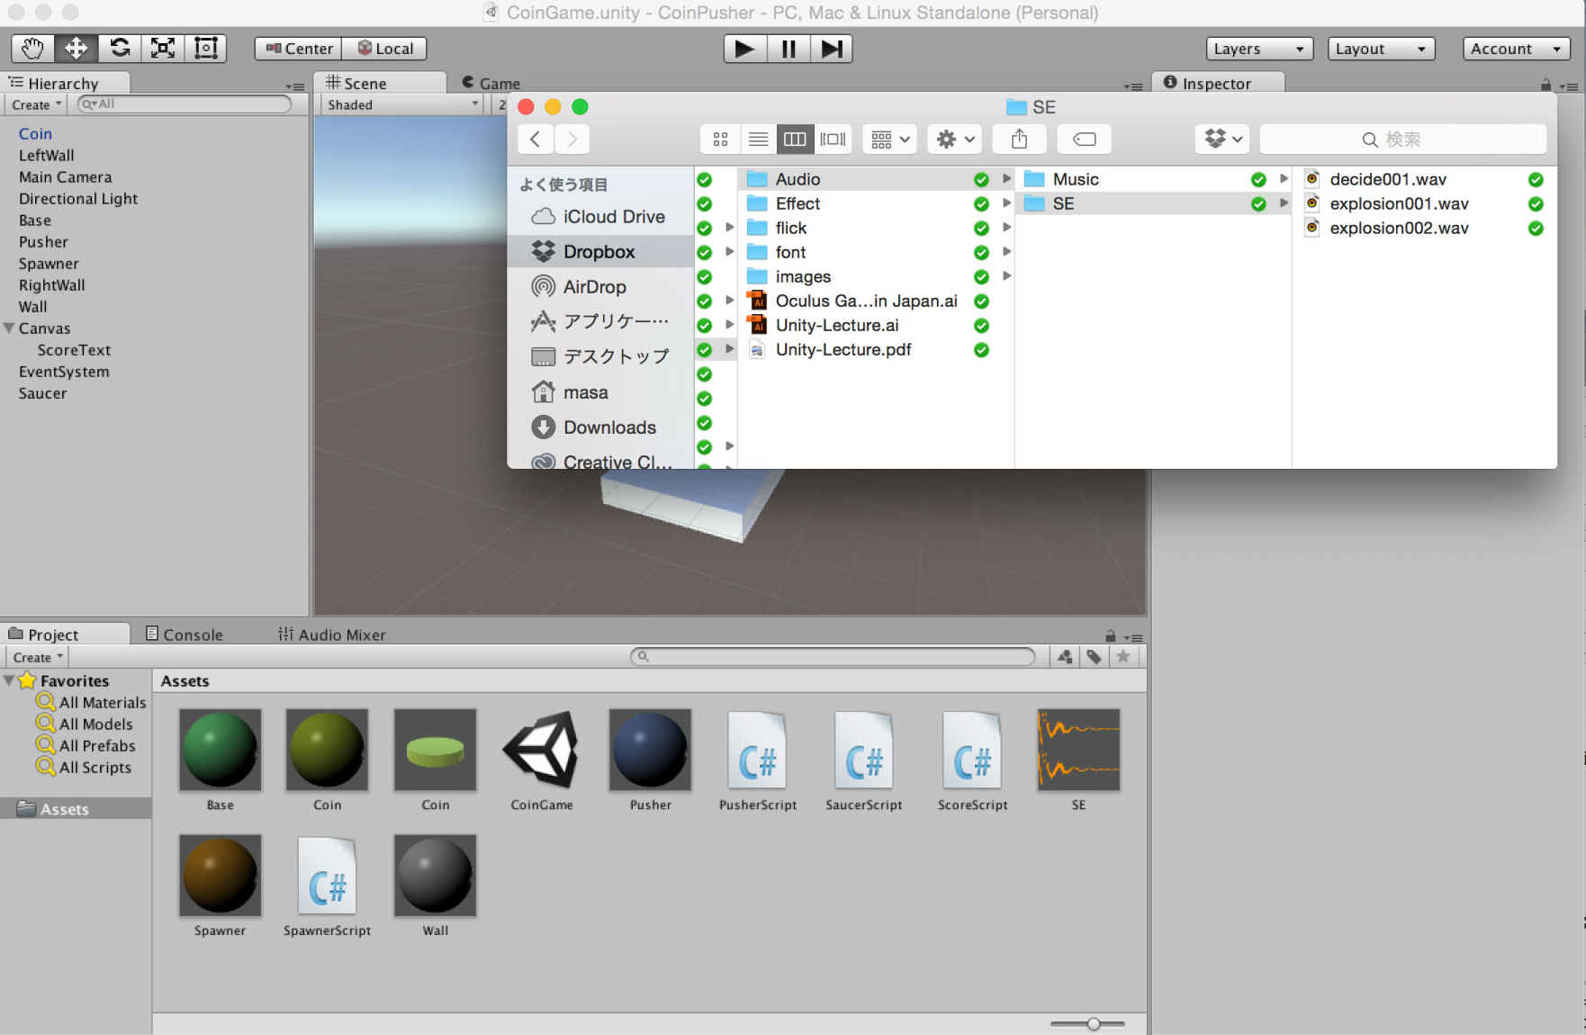 CoinGame.unity - CoinPusher - PC, Mac & Linux Standalone (Personal)
Center Local Layers Layout Account
Hierarchy
Create All
Coin
LeftWall
Main Camera
Directional Light
Base
Pusher
Spawner
RightWall
Wall
Canvas
ScoreText
EventSystem
Saucer
Scene Game
Shaded 2
Inspector
SE
検索
よく使う項目
iCloud Drive
Dropbox
AirDrop
アプリケー…
デスクトップ
masa
Downloads
Creative Cl...
Audio
Effect
flick
font
images
Oculus Ga...in Japan.ai
Unity-Lecture.ai
Unity-Lecture.pdf
Music
SE
decide001.wav
explosion001.wav
explosion002.wav
Project Console Audio Mixer
Create
Favorites
All Materials
All Models
All Prefabs
All Scripts
Assets
Assets
Base Coin Coin CoinGame Pusher PusherScript SaucerScript ScoreScript SE
Spawner SpawnerScript Wall